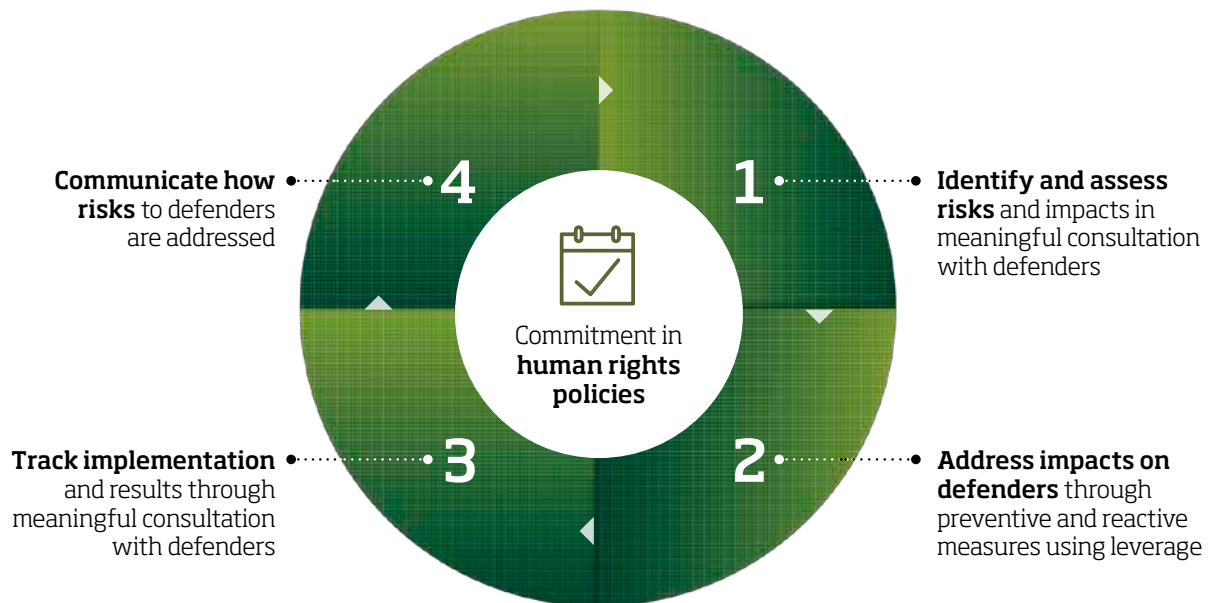 4
Communicate how
risks to defenders
are addressed
1
Identify and assess
risks and impacts in
meaningful consultation
with defenders
Commitment in
human rights
policies
3
Track implementation
and results through
meaningful consultation
with defenders
2
Address impacts on
defenders through
preventive and reactive
measures using leverage